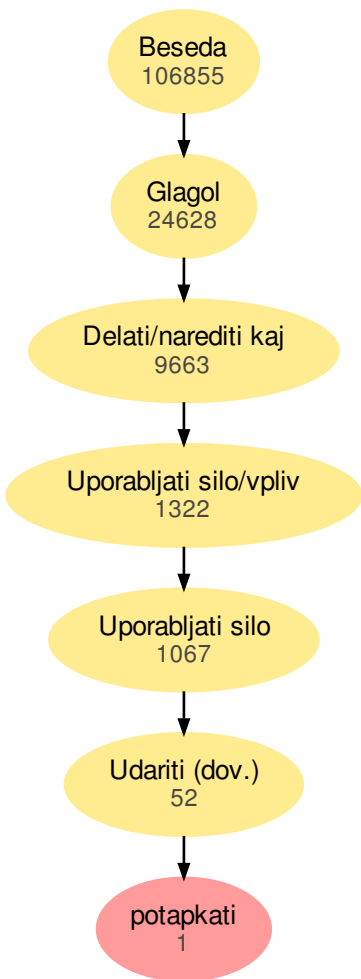 Beseda
106855
Glagol
24628
Delati/narediti kaj
9663
Uporabljati silo/vpliv
1322
Uporabljati silo
1067
Udariti (dov.)
52
potapkati
1